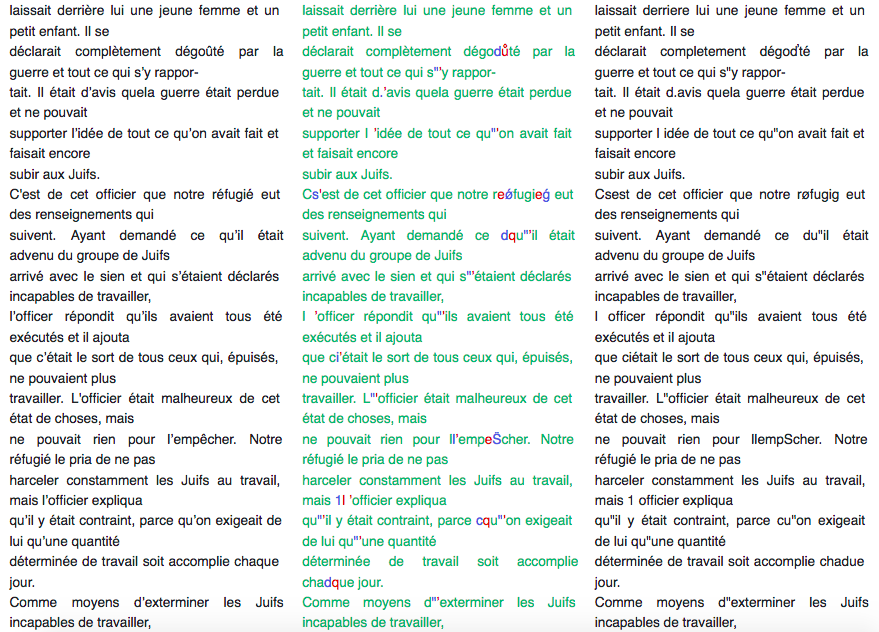 laissait derrière lui une jeune femme et un
petit enfant. Il se
déclarait complètement dégoûté par la
guerre et tout ce qui s'y rappor-
tait. Il était d'avis quela guerre était perdue
et ne pouvait
supporter l'idée de tout ce qu'on avait fait et
faisait encore
subir aux Juifs.
C'est de cet officier que notre réfugié eut
des renseignements qui
suivent. Ayant demandé ce qu'il était
advenu du groupe de Juifs
arrivé avec le sien et qui s'étaient déclarés
incapables de travailler,
l'officer répondit qu'ils avaient tous été
exécutés et il ajouta
que c'était le sort de tous ceux qui, épuisés,
ne pouvaient plus
travailler. L'officier était malheureux de cet
état de choses, mais
ne pouvait rien pour l'empêcher. Notre
réfugié le pria de ne pas
harceler constamment les Juifs au travail,
mais l'officier expliqua
qu'il y était contraint, parce qu'on exigeait de
lui qu'une quantité
déterminée de travail soit accomplie chaque
jour.
Comme moyens d'exterminer les Juifs
incapables de travailler,
laissait derrière lui une jeune femme et un
petit enfant. Il se
déclarait complètement dégodůté par la
guerre et tout ce qui s"'y rappor-
tait. Il était d.'avis quela guerre était perdue
et ne pouvait
supporter l 'idée de tout ce qu"'on avait fait
et faisait encore
subir aux Juifs.
Cs'est de cet officier que notre reǿfugieǵ eut
des renseignements qui
suivent. Ayant demandé ce dqu"'il était
advenu du groupe de Juifs
arrivé avec le sien et qui s"'étaient déclarés
incapables de travailler,
l 'officer répondit qu"'ils avaient tous été
exécutés et il ajouta
que ci'était le sort de tous ceux qui, épuisés,
ne pouvaient plus
travailler. L"'officier était malheureux de cet
état de choses, mais
ne pouvait rien pour ll'empeŜcher. Notre
réfugié le pria de ne pas
harceler constamment les Juifs au travail,
mais 1l 'officier expliqua
qu"'il y était contraint, parce cqu"'on exigeait
de lui qu"'une quantité
déterminée de travail soit accomplie
chadque jour.
Comme moyens d"'exterminer les Juifs
incapables de travailler,
laissait derriere lui une jeune femme et un
petit enfant. Il se
déclarait completement dégoďté par la
guerre et tout ce qui s"y rappor-
tait. Il était d.avis quela guerre était perdue
et ne pouvait
supporter l idée de tout ce qu"on avait fait et
faisait encore
subir aux Juifs.
Csest de cet officier que notre røfugig eut
des renseignements qui
suivent. Ayant demandé ce du"il était
advenu du groupe de Juifs
arrivé avec le sien et qui s"étaient déclarés
incapables de travailler,
l officer répondit qu"ils avaient tous été
exécutés et il ajouta
que ciétait le sort de tous ceux qui, épuisés,
ne pouvaient plus
travailler. L"officier était malheureux de cet
état de choses, mais
ne pouvait rien pour llempScher. Notre
réfugié le pria de ne pas
harceler constamment les Juifs au travail,
mais 1 officier expliqua
qu"il y était contraint, parce cu"on exigeait
de lui qu"une quantité
déterminée de travail soit accomplie chadue
jour.
Comme moyens d"exterminer les Juifs
incapables de travailler,